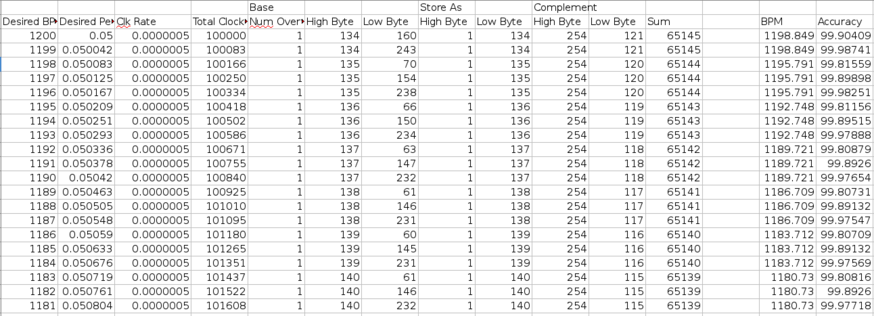 Base Store As Complement
Desired BP Desired Pe Clk Rate Total Clock Num Over High Byte Low Byte High Byte Low Byte High Byte Low Byte Sum BPM Accuracy
1200 0.05 0.0000005 100000 1 134 160 1 134 254 121 65145 1198.849 99.90409
1199 0.050042 0.0000005 100083 1 134 243 1 134 254 121 65145 1198.849 99.98741
1198 0.050083 0.0000005 100166 1 135 70 1 135 254 120 65144 1195.791 99.81559
1197 0.050125 0.0000005 100250 1 135 154 1 135 254 120 65144 1195.791 99.89898
1196 0.050167 0.0000005 100334 1 135 238 1 135 254 120 65144 1195.791 99.98251
1195 0.050209 0.0000005 100418 1 136 66 1 136 254 119 65143 1192.748 99.81156
1194 0.050251 0.0000005 100502 1 136 150 1 136 254 119 65143 1192.748 99.89515
1193 0.050293 0.0000005 100586 1 136 234 1 136 254 119 65143 1192.748 99.97888
1192 0.050336 0.0000005 100671 1 137 63 1 137 254 118 65142 1189.721 99.80879
1191 0.050378 0.0000005 100755 1 137 147 1 137 254 118 65142 1189.721 99.8926
1190 0.05042 0.0000005 100840 1 137 232 1 137 254 118 65142 1189.721 99.97654
1189 0.050463 0.0000005 100925 1 138 61 1 138 254 117 65141 1186.709 99.80731
1188 0.050505 0.0000005 101010 1 138 146 1 138 254 117 65141 1186.709 99.89132
1187 0.050548 0.0000005 101095 1 138 231 1 138 254 117 65141 1186.709 99.97547
1186 0.05059 0.0000005 101180 1 139 60 1 139 254 116 65140 1183.712 99.80709
1185 0.050633 0.0000005 101265 1 139 145 1 139 254 116 65140 1183.712 99.89132
1184 0.050676 0.0000005 101351 1 139 231 1 139 254 116 65140 1183.712 99.97569
1183 0.050719 0.0000005 101437 1 140 61 1 140 254 115 65139 1180.73 99.80816
1182 0.050761 0.0000005 101522 1 140 146 1 140 254 115 65139 1180.73 99.8926
1181 0.050804 0.0000005 101608 1 140 232 1 140 254 115 65139 1180.73 99.97718